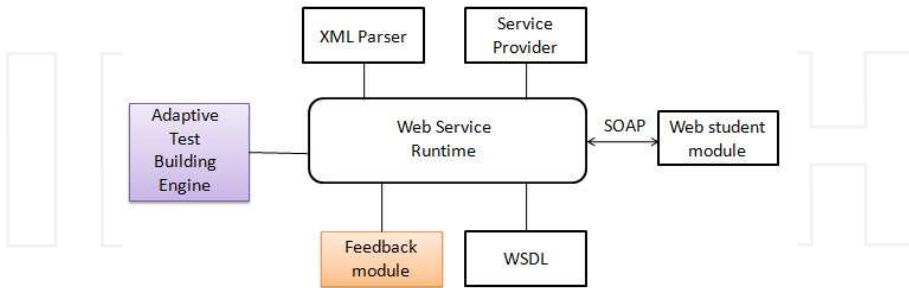 XML Parser
Service
Provider
Adaptive
Test
Building
Engine
Web Service
Runtime
SOAP
Web student
module
Feedback
module
WSDL